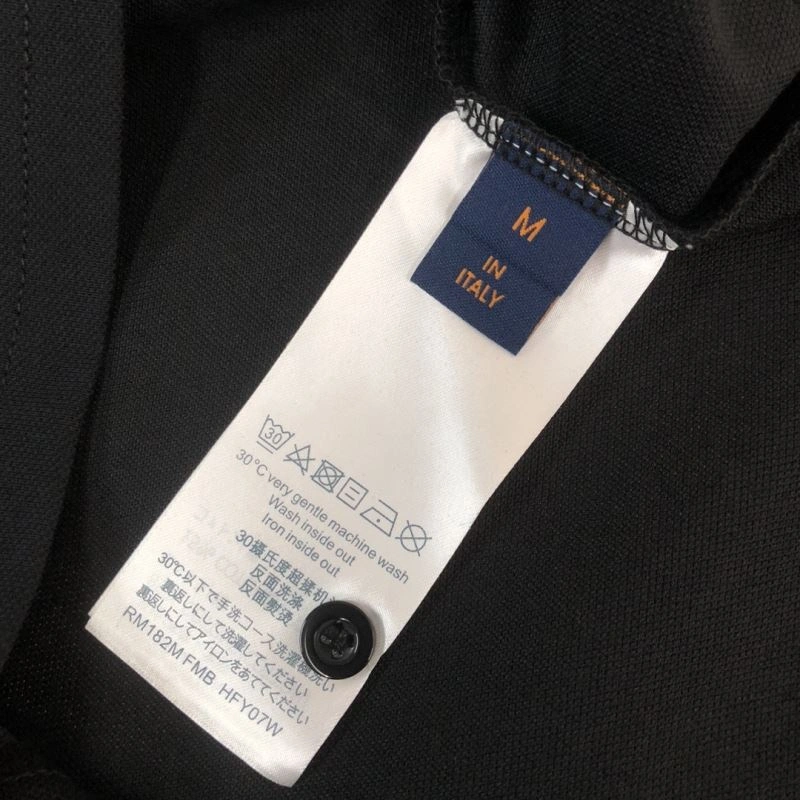 M
IN
ITALY
30
30°C very gentle machine wash
Wash inside out
Iron inside out
30摄氏度超揉机
反面洗涤
反面熨烫
30℃以下で手洗コース洗濯機洗い
裏返しにして洗濯してください
裏返しにしてアイロンをあててください
RM182M FMB HFY07W